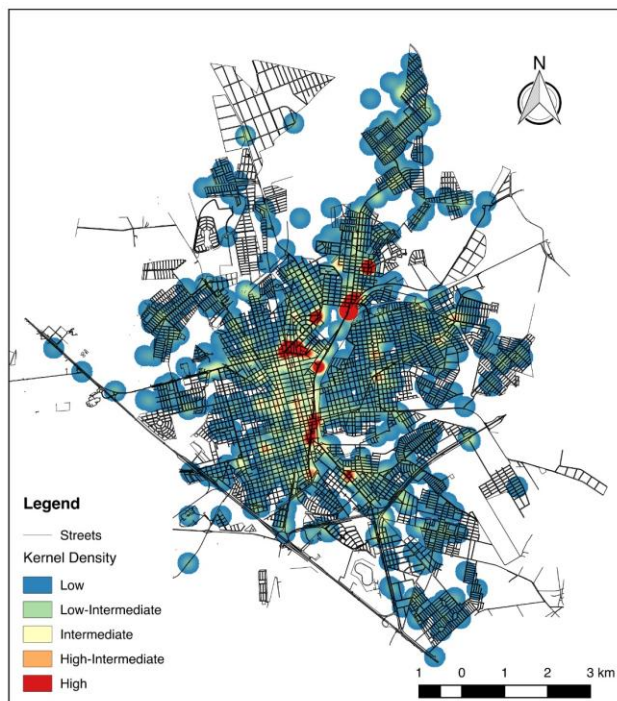 N
Legend
Streets
Kernel Density
Low
Low-Intermediate
Intermediate
High-Intermediate
High
1 0 1 2 3 km